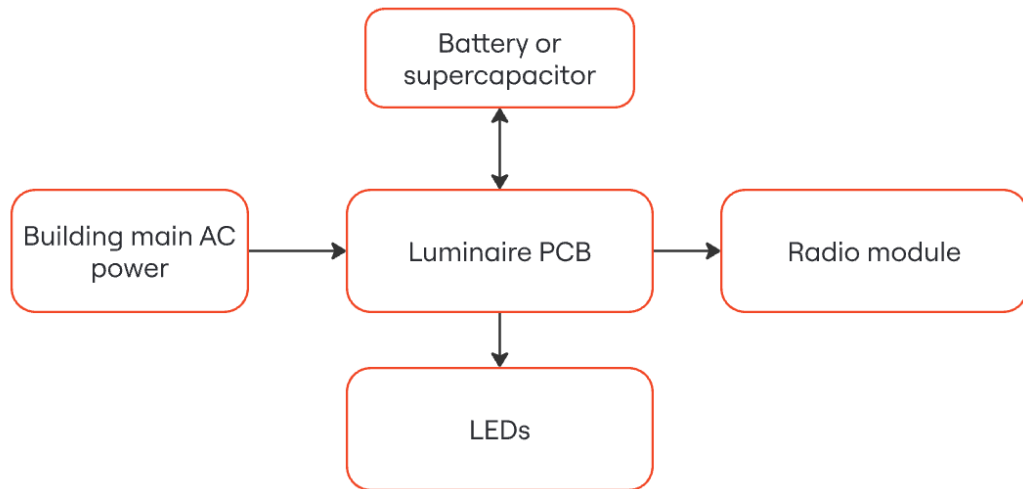 Battery or
supercapacitor
Building main AC
power
Luminaire PCB
Radio module
LEDs